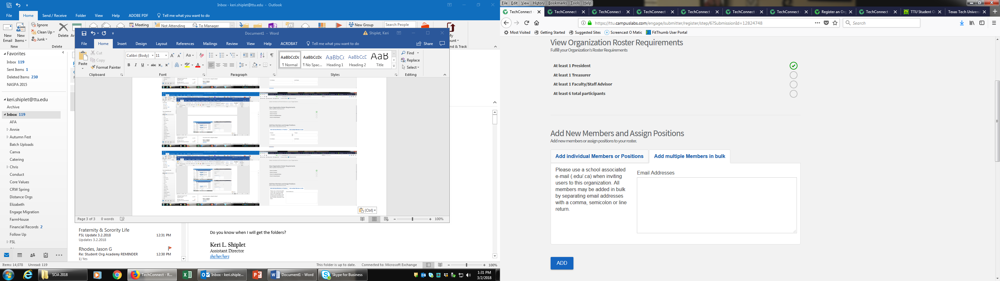 Inbox - keri.shiplet@ttu.edu - Outlook
File Home Send / Receive Folder View Help ADOBE PDF Tell me what you want to do
New Email
New Items
New
Ignore
Clean Up
Junk
Delete
Delete
Meeting
Not Attending
To Manager
New Group
Search People
Favorites
Inbox 119
Sent Items 1
Deleted Items 230
NASPA 2015
keri.shiplet@ttu.edu
Archive
Inbox 119
AFA
Annie
Autumn Fest
Batch Uploads
Canva
Catering
Chris
Conduct
Core Values
CRW Spring
Distance Orgs
Elizabeth
Engage Migration
FarmHouse
Financial Records 2
Follow Up
FSL
Items: 14,078 Unread: 119
Document1 - Word
Shiplet, Keri
File Home Insert Design Layout References Mailings Review View Help ACROBAT Tell me what you want to do
Share
Paste
Cut
Copy
Format Painter
Clipboard
Calibri (Body) 11
Font
Paragraph
AaBbCcDc AaBbCcDc AaBbCc AaBbCcD AaB
¶ Normal ¶ No Spac... Heading 1 Heading 2 Title
Styles
Find
Replace
Select
Editing
(Ctrl)
Page 3 of 3 0 words
100%
Fraternity & Sorority Life
FSL Update 3.2.2018 12:31 PM
Updates 3.2.2018
Rhodes, Jason G
Re: Student Org Academy REMINDER 12:30 PM
1) Yes
Do you know when I will get the folders?
Keri L. Shiplet
Assistant Director
she/her/hers
This folder is up to date. Connected to: Microsoft Exchange 100%
SOA 2018
TechConnect - R...
Inbox - keri.shiple...
Document1 - Word
Skype for Business
1:31 PM
3/2/2018
File Edit View History Bookmarks Tools Help
TechConnect - TechConnect - TechConnect - TechConnect - TechConnect - TechConnect - TechConnect - Register an Org TechConnect - TTU Student O Texas Tech Univers
https://ttu.campuslabs.com/engage/submitter/register/step/6?SubmissionId=12824748
Search
Most Visited Getting Started Suggested Sites Screencast O Matic FitThumb User Portal
View Organization Roster Requirements
Fulfill your Organization's Roster Requirements
At least 1 President
At least 1 Treasurer
At least 1 Faculty/Staff Advisor
At least 6 total participants
Add New Members and Assign Positions
Add new members or assign positions to your roster.
Add individual Members or Positions Add multiple Members in bulk
Please use a school associated
e-mail (.edu/.ca) when inviting
users to this organization. All
members may be added in bulk
by separating email addresses
with a comma, semicolon or line
return.
Email Addresses
ADD